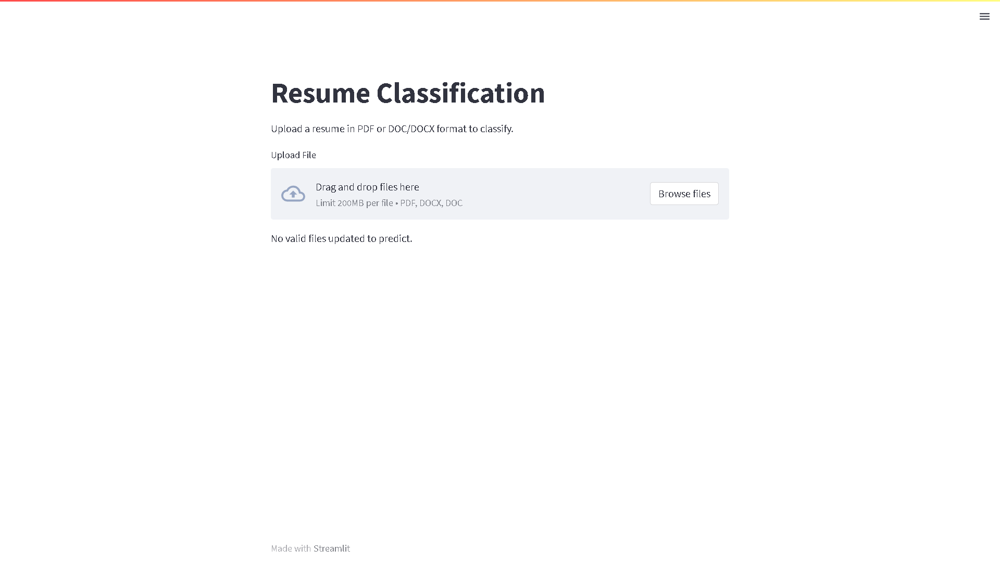 Resume Classification
Upload a resume in PDF or DOC/DOCX format to classify.
Upload File
Drag and drop files here
Limit 200MB per file • PDF, DOCX, DOC
Browse files
No valid files updated to predict.
Made with Streamlit